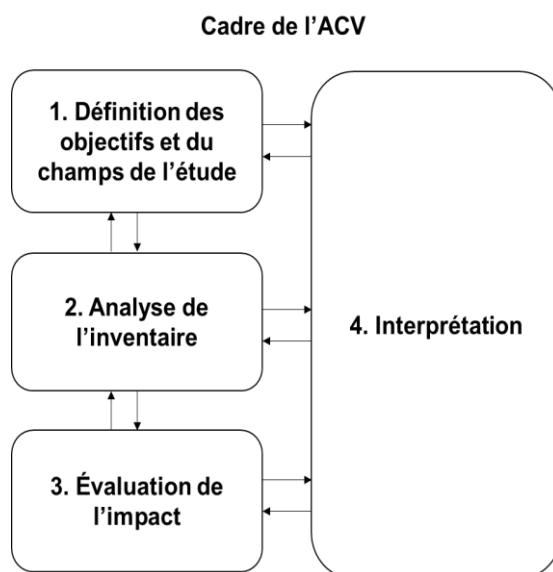 Cadre de l’ACV
1. Définition des
objectifs et du
champs de l’étude
2. Analyse de
l’inventaire
4. Interprétation
3. Évaluation de
l’impact